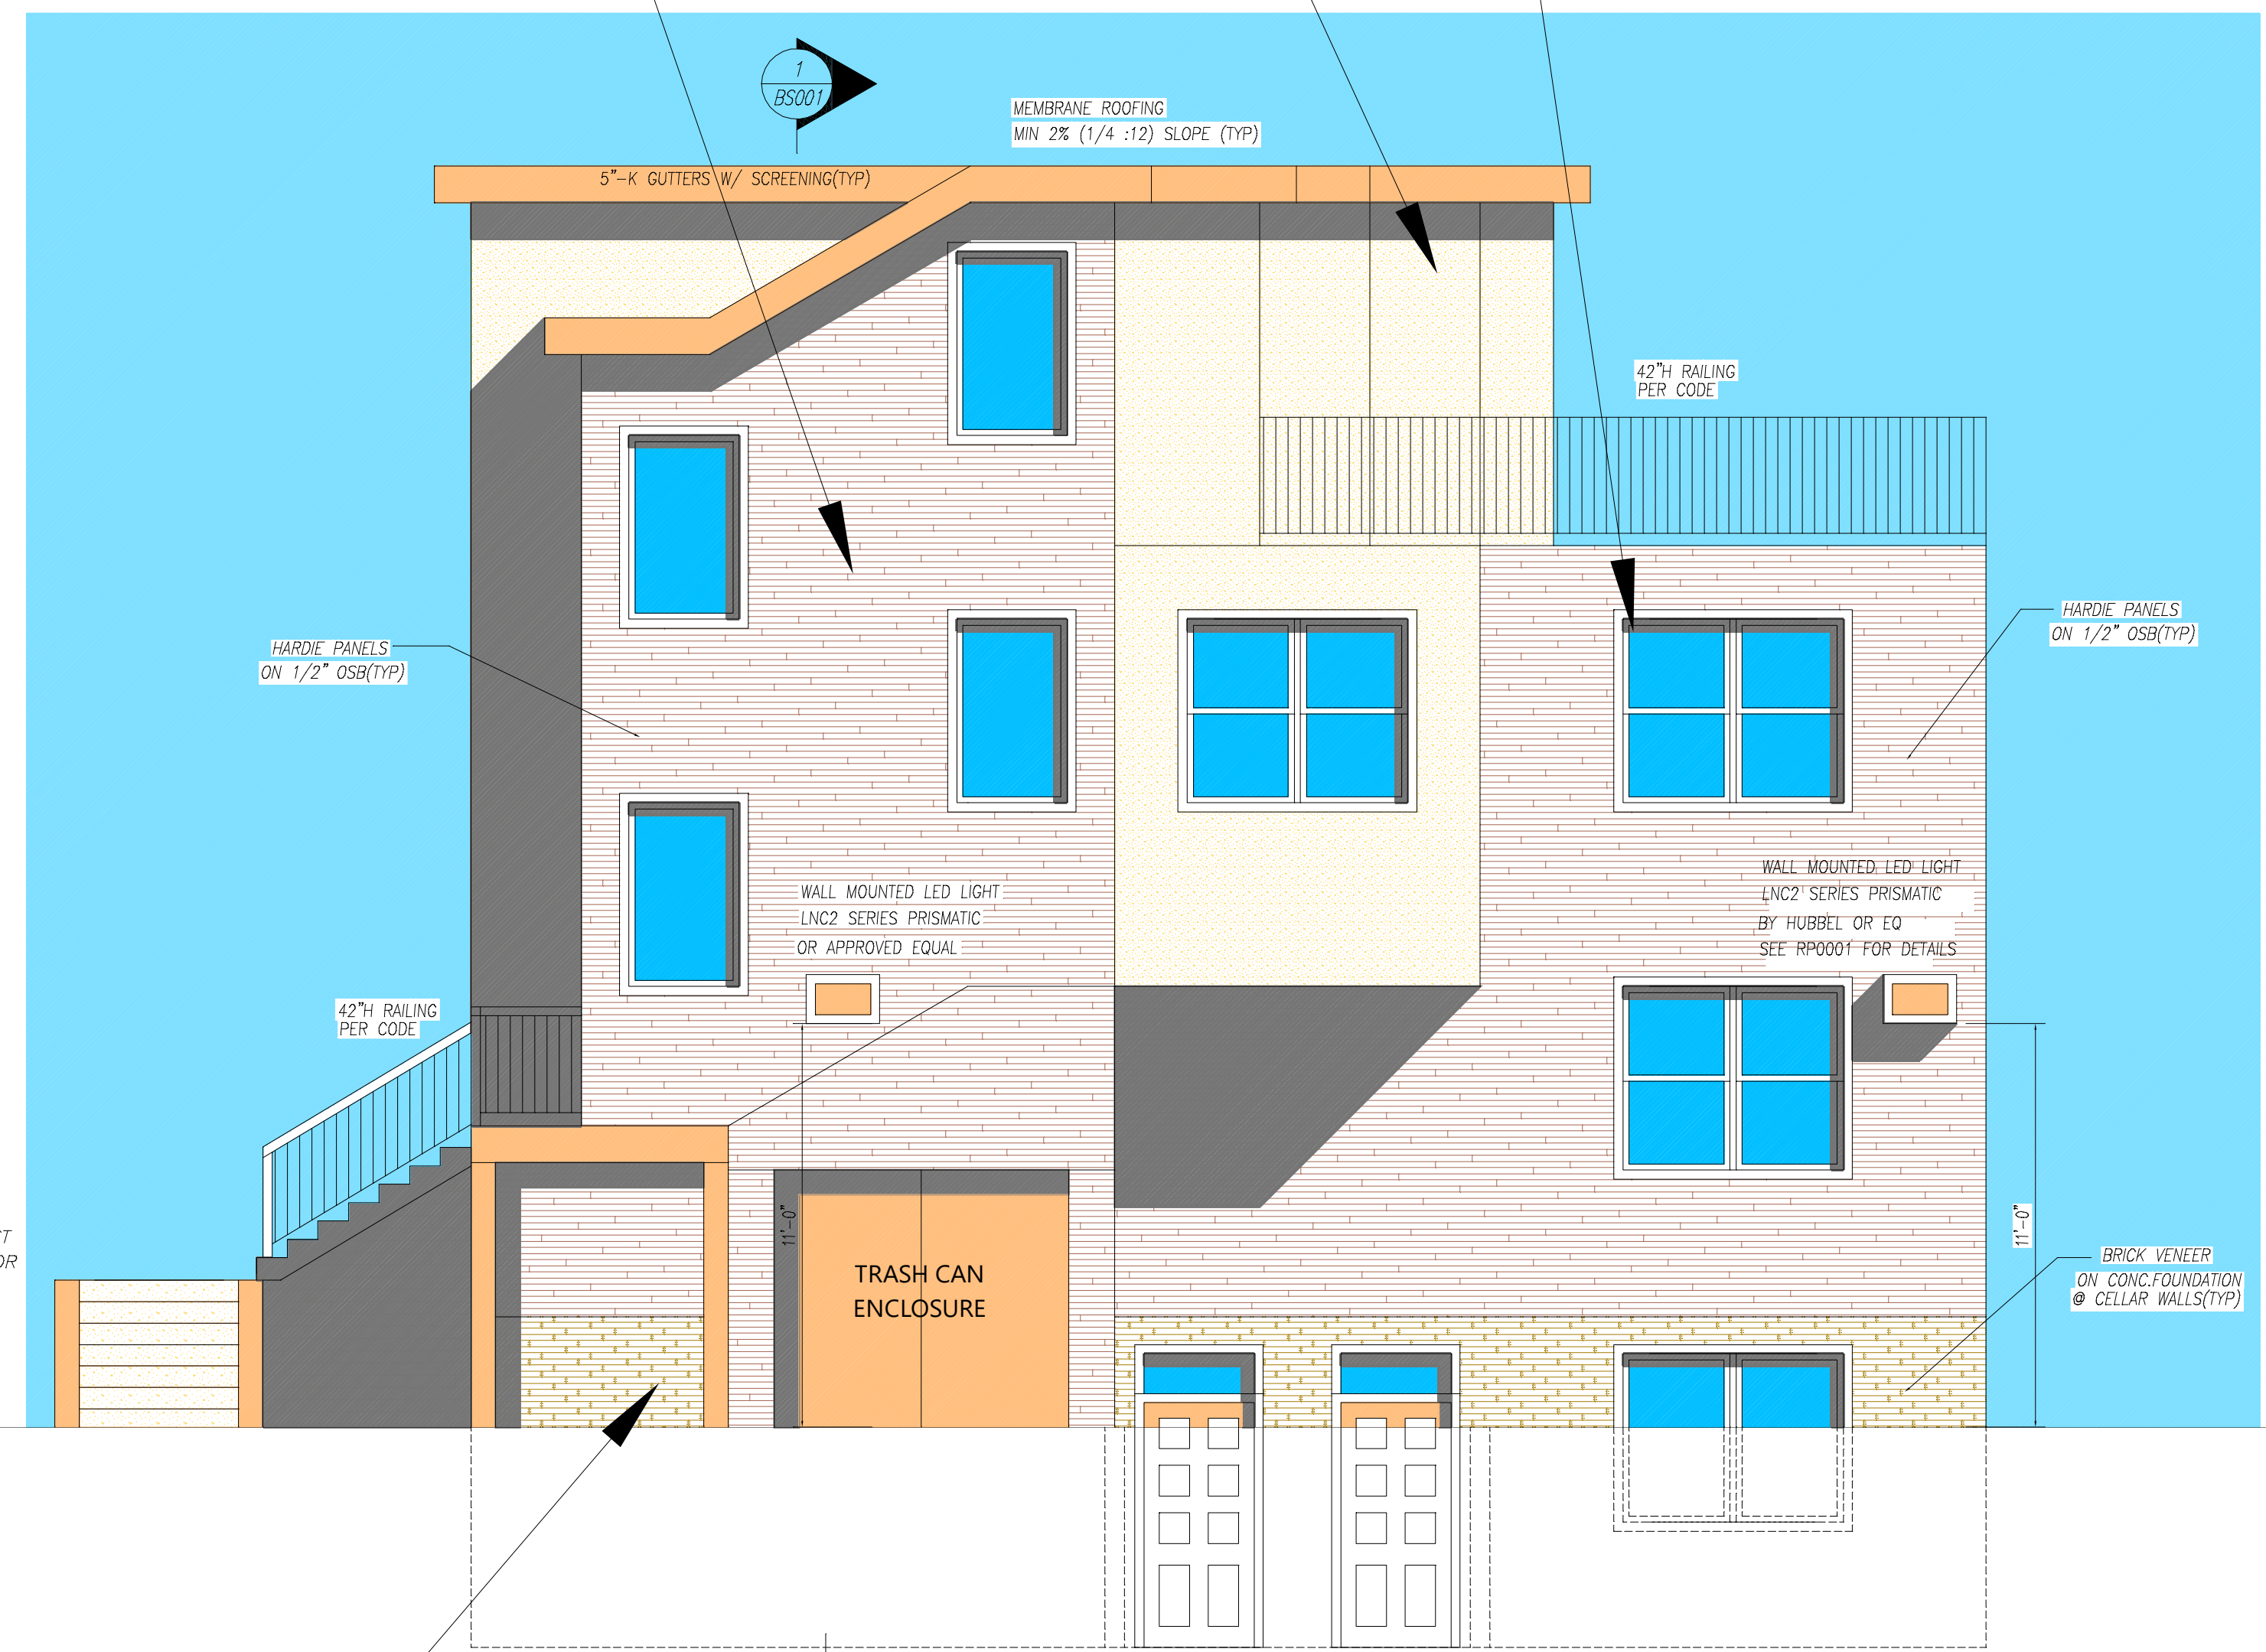 1
BS001
MEMBRANE ROOFING
MIN 2% (1/4 :12) SLOPE (TYP)
5"-K GUTTERS W/ SCREENING(TYP)
42"H RAILING
PER CODE
HARDIE PANELS
ON 1/2" OSB(TYP)
HARDIE PANELS
ON 1/2" OSB(TYP)
WALL MOUNTED LED LIGHT
LNC2 SERIES PRISMATIC
OR APPROVED EQUAL
WALL MOUNTED LED LIGHT
LNC2 SERIES PRISMATIC
BY HUBBEL OR EQ
SEE RP0001 FOR DETAILS
42"H RAILING
PER CODE
11'-0"
11'-0"
TRASH CAN
ENCLOSURE
BRICK VENEER
ON CONC.FOUNDATION
@ CELLAR WALLS(TYP)